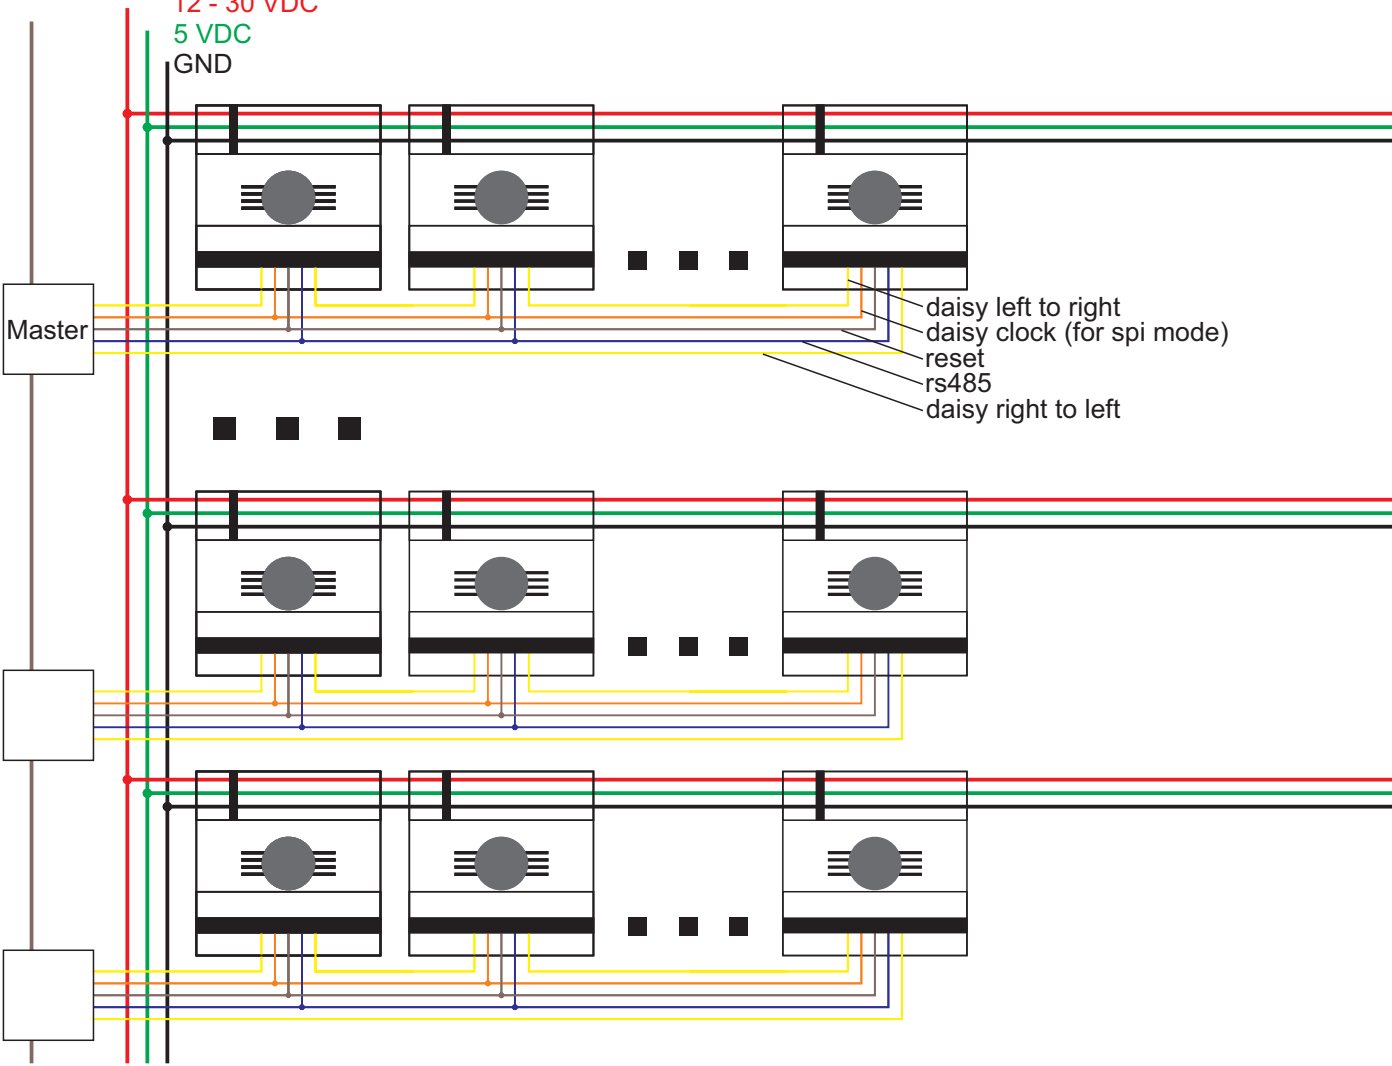 12 - 30 VDC
5 VDC
GND
Master
daisy left to right
daisy clock (for spi mode)
reset
rs485
daisy right to left